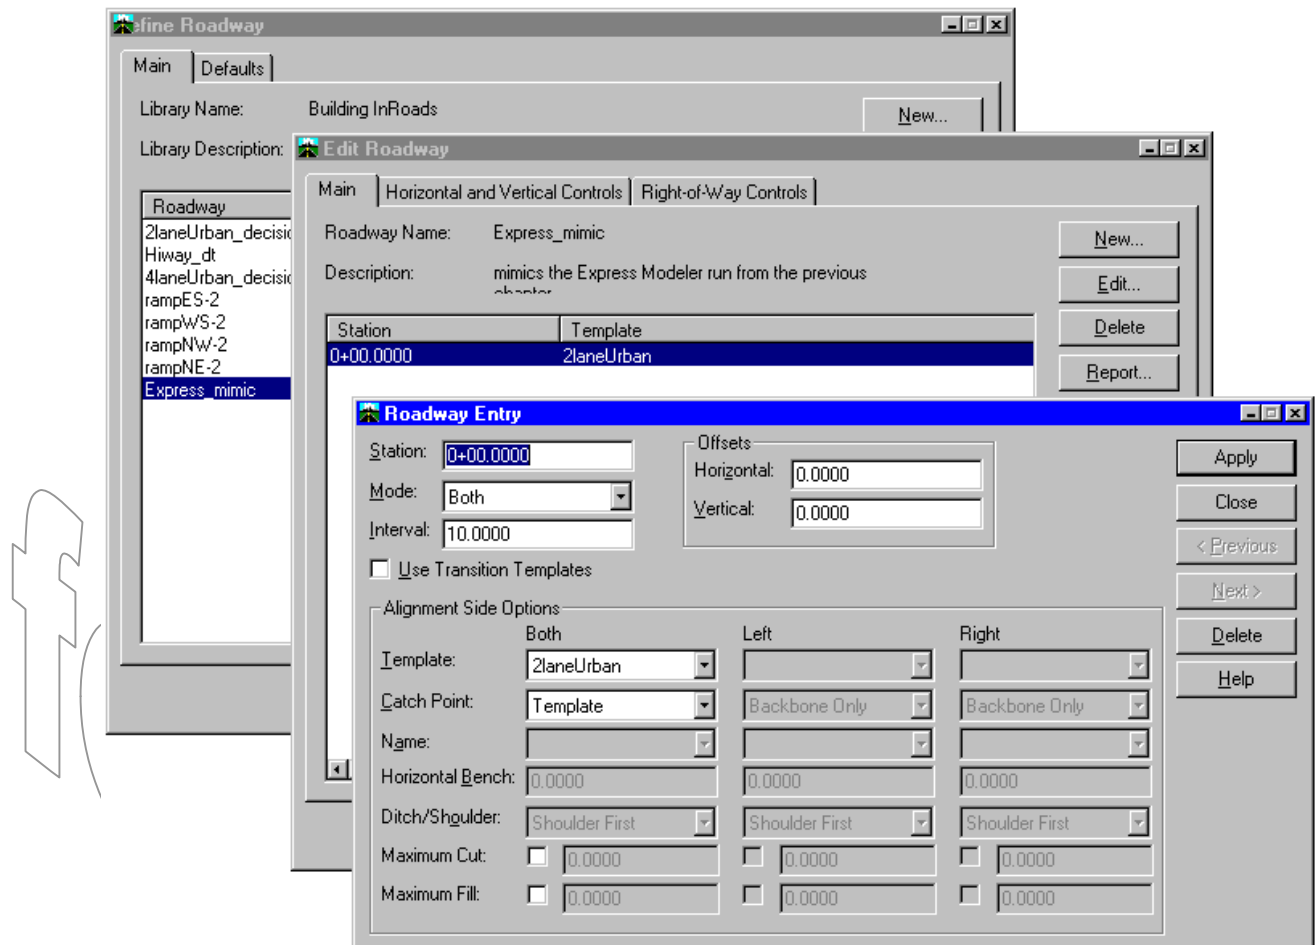 efine Roadway
Main Defaults
Library Name: Building InRoads
New...
Library Description:
Roadway
2laneUrban_decisio
Hiway_dt
4laneUrban_decisio
rampES-2
rampWS-2
rampNW-2
rampNE-2
Express_mimic
Edit Roadway
Main Horizontal and Vertical Controls Right-of-Way Controls
Roadway Name: Express_mimic
Description: mimics the Express Modeler run from the previous
chapter
New...
Edit...
Delete
Report...
Station Template
0+00.0000 2laneUrban
Roadway Entry
Station: 0+00.0000
Mode: Both
Interval: 10.0000
Use Transition Templates
Offsets
Horizontal: 0.0000
Vertical: 0.0000
Apply
Close
< Previous
Next >
Delete
Help
Alignment Side Options
Both Left Right
Template: 2laneUrban
Catch Point: Template Backbone Only Backbone Only
Name:
Horizontal Bench: 0.0000 0.0000 0.0000
Ditch/Shoulder: Shoulder First Shoulder First Shoulder First
Maximum Cut: 0.0000 0.0000 0.0000
Maximum Fill: 0.0000 0.0000 0.0000
f